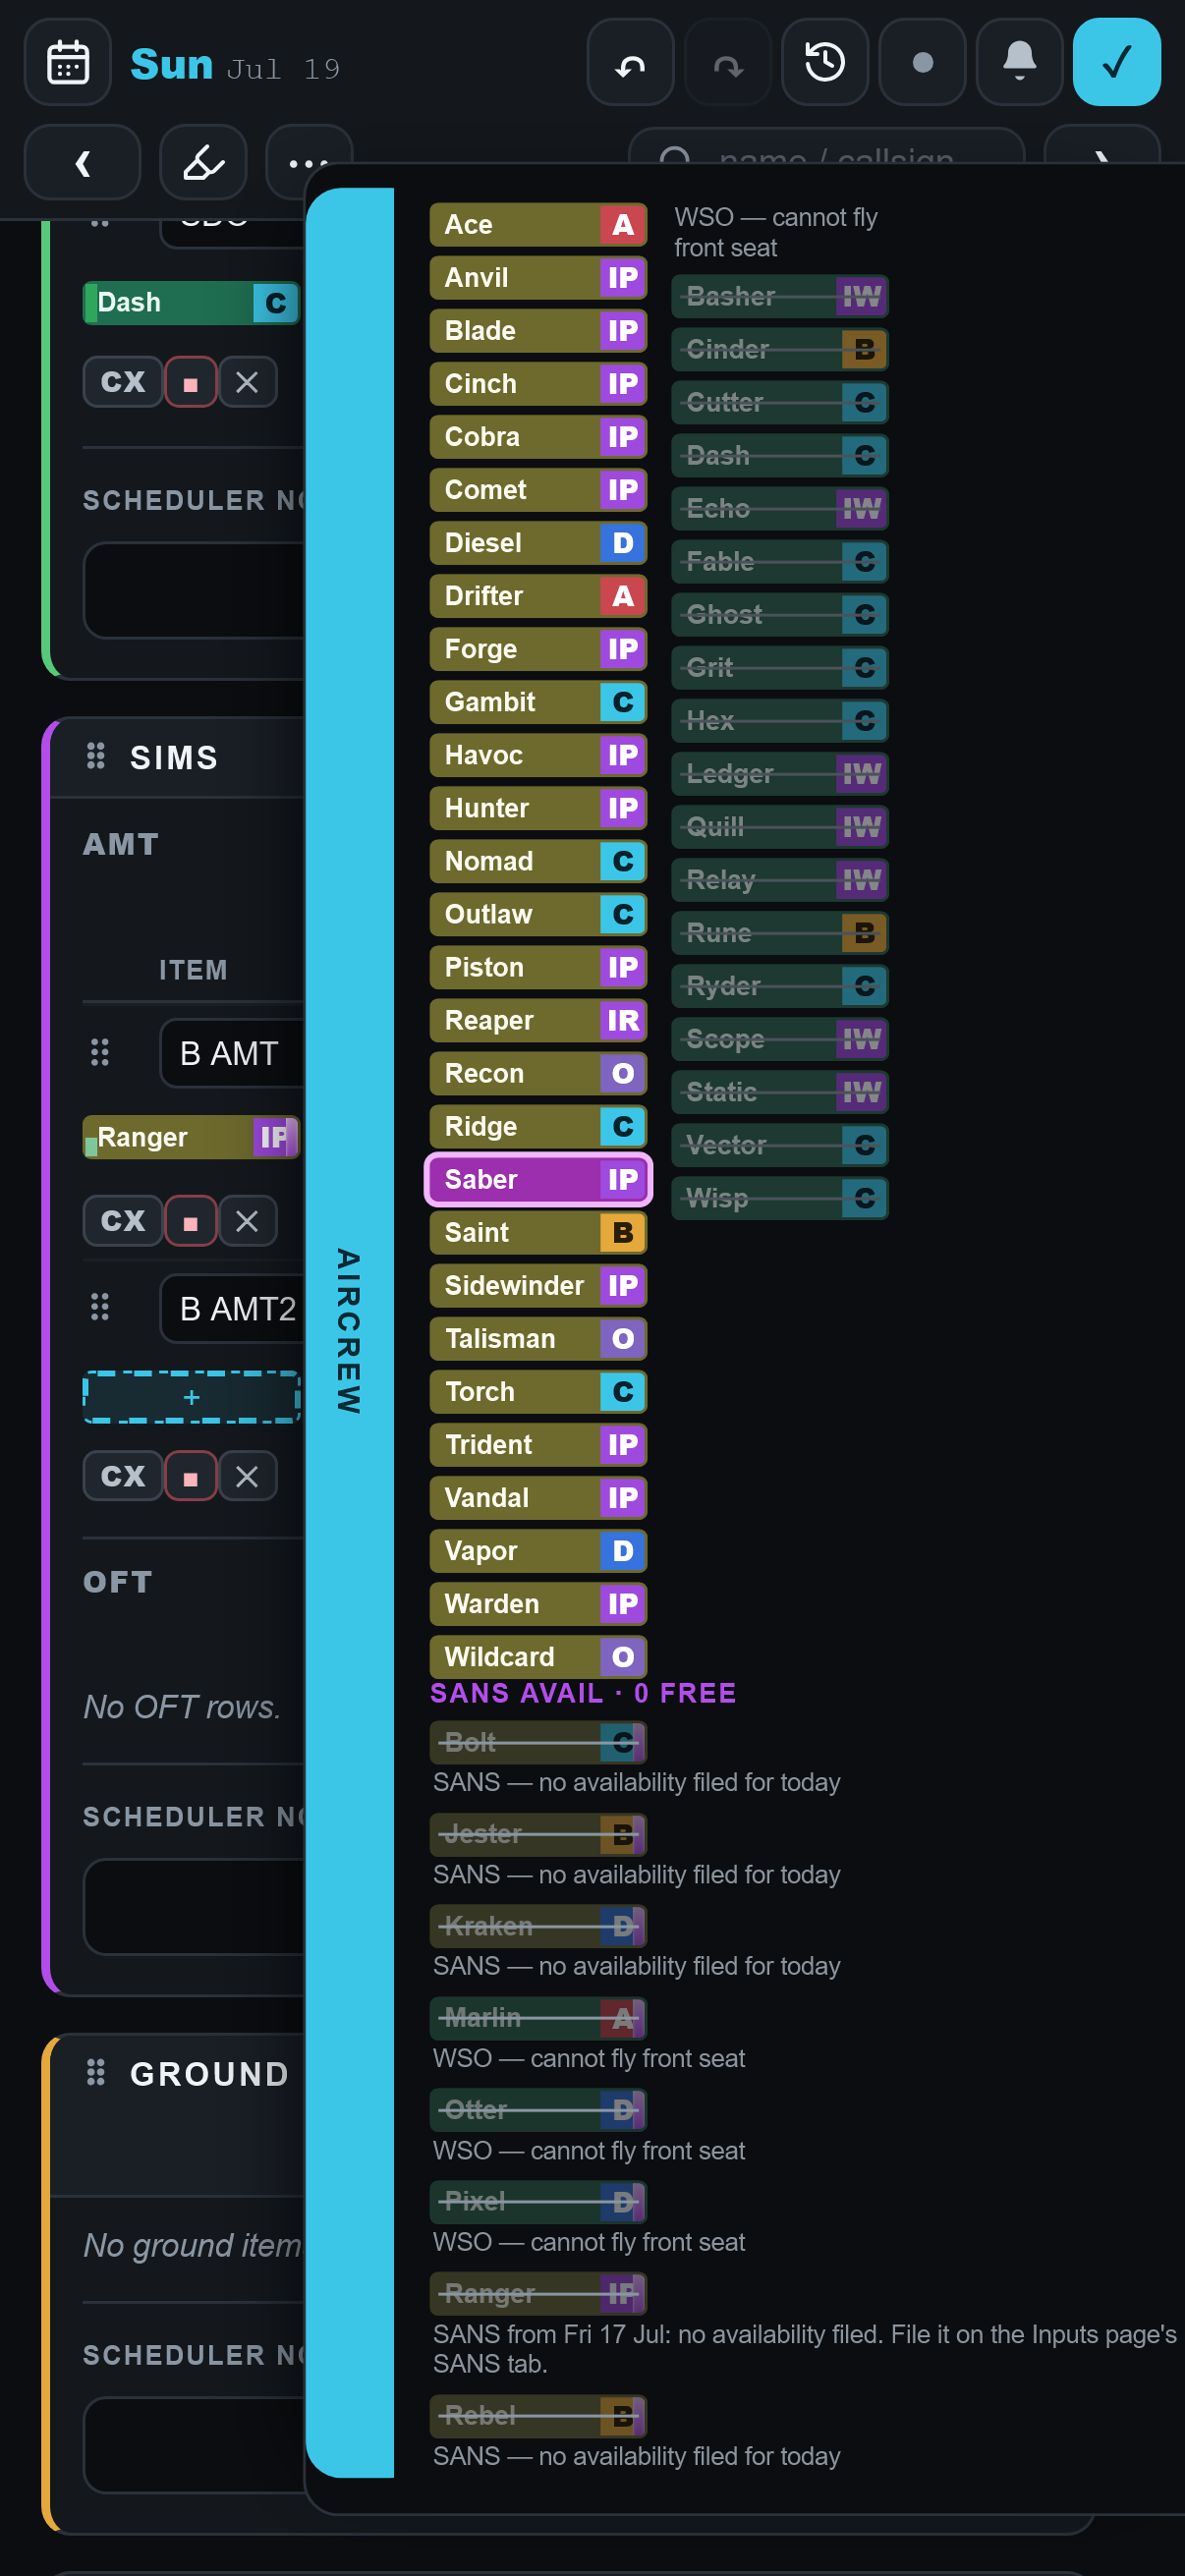 Sun Jul 19
name / callsign
Dash C
CX
SCHEDULER NO
SIMS
AMT
ITEM
B AMT
Ranger IP
CX
B AMT2
+
CX
OFT
No OFT rows.
SCHEDULER NO
GROUND
No ground item
SCHEDULER NO
AIRCREW
Ace A
Anvil IP
Blade IP
Cinch IP
Cobra IP
Comet IP
Diesel D
Drifter A
Forge IP
Gambit C
Havoc IP
Hunter IP
Nomad C
Outlaw C
Piston IP
Reaper IR
Recon O
Ridge C
Saber IP
Saint B
Sidewinder IP
Talisman O
Torch C
Trident IP
Vandal IP
Vapor D
Warden IP
Wildcard O
WSO — cannot fly
front seat
Basher IW
Cinder B
Cutter C
Dash C
Echo IW
Fable C
Ghost C
Grit C
Hex C
Ledger IW
Quill IW
Relay IW
Rune B
Ryder C
Scope IW
Static IW
Vector C
Wisp C
SANS AVAIL · 0 FREE
Bolt C
SANS — no availability filed for today
Jester B
SANS — no availability filed for today
Kraken D
SANS — no availability filed for today
Marlin A
WSO — cannot fly front seat
Otter D
WSO — cannot fly front seat
Pixel D
WSO — cannot fly front seat
Ranger IP
SANS from Fri 17 Jul: no availability filed. File it on the Inputs page's
SANS tab.
Rebel B
SANS — no availability filed for today